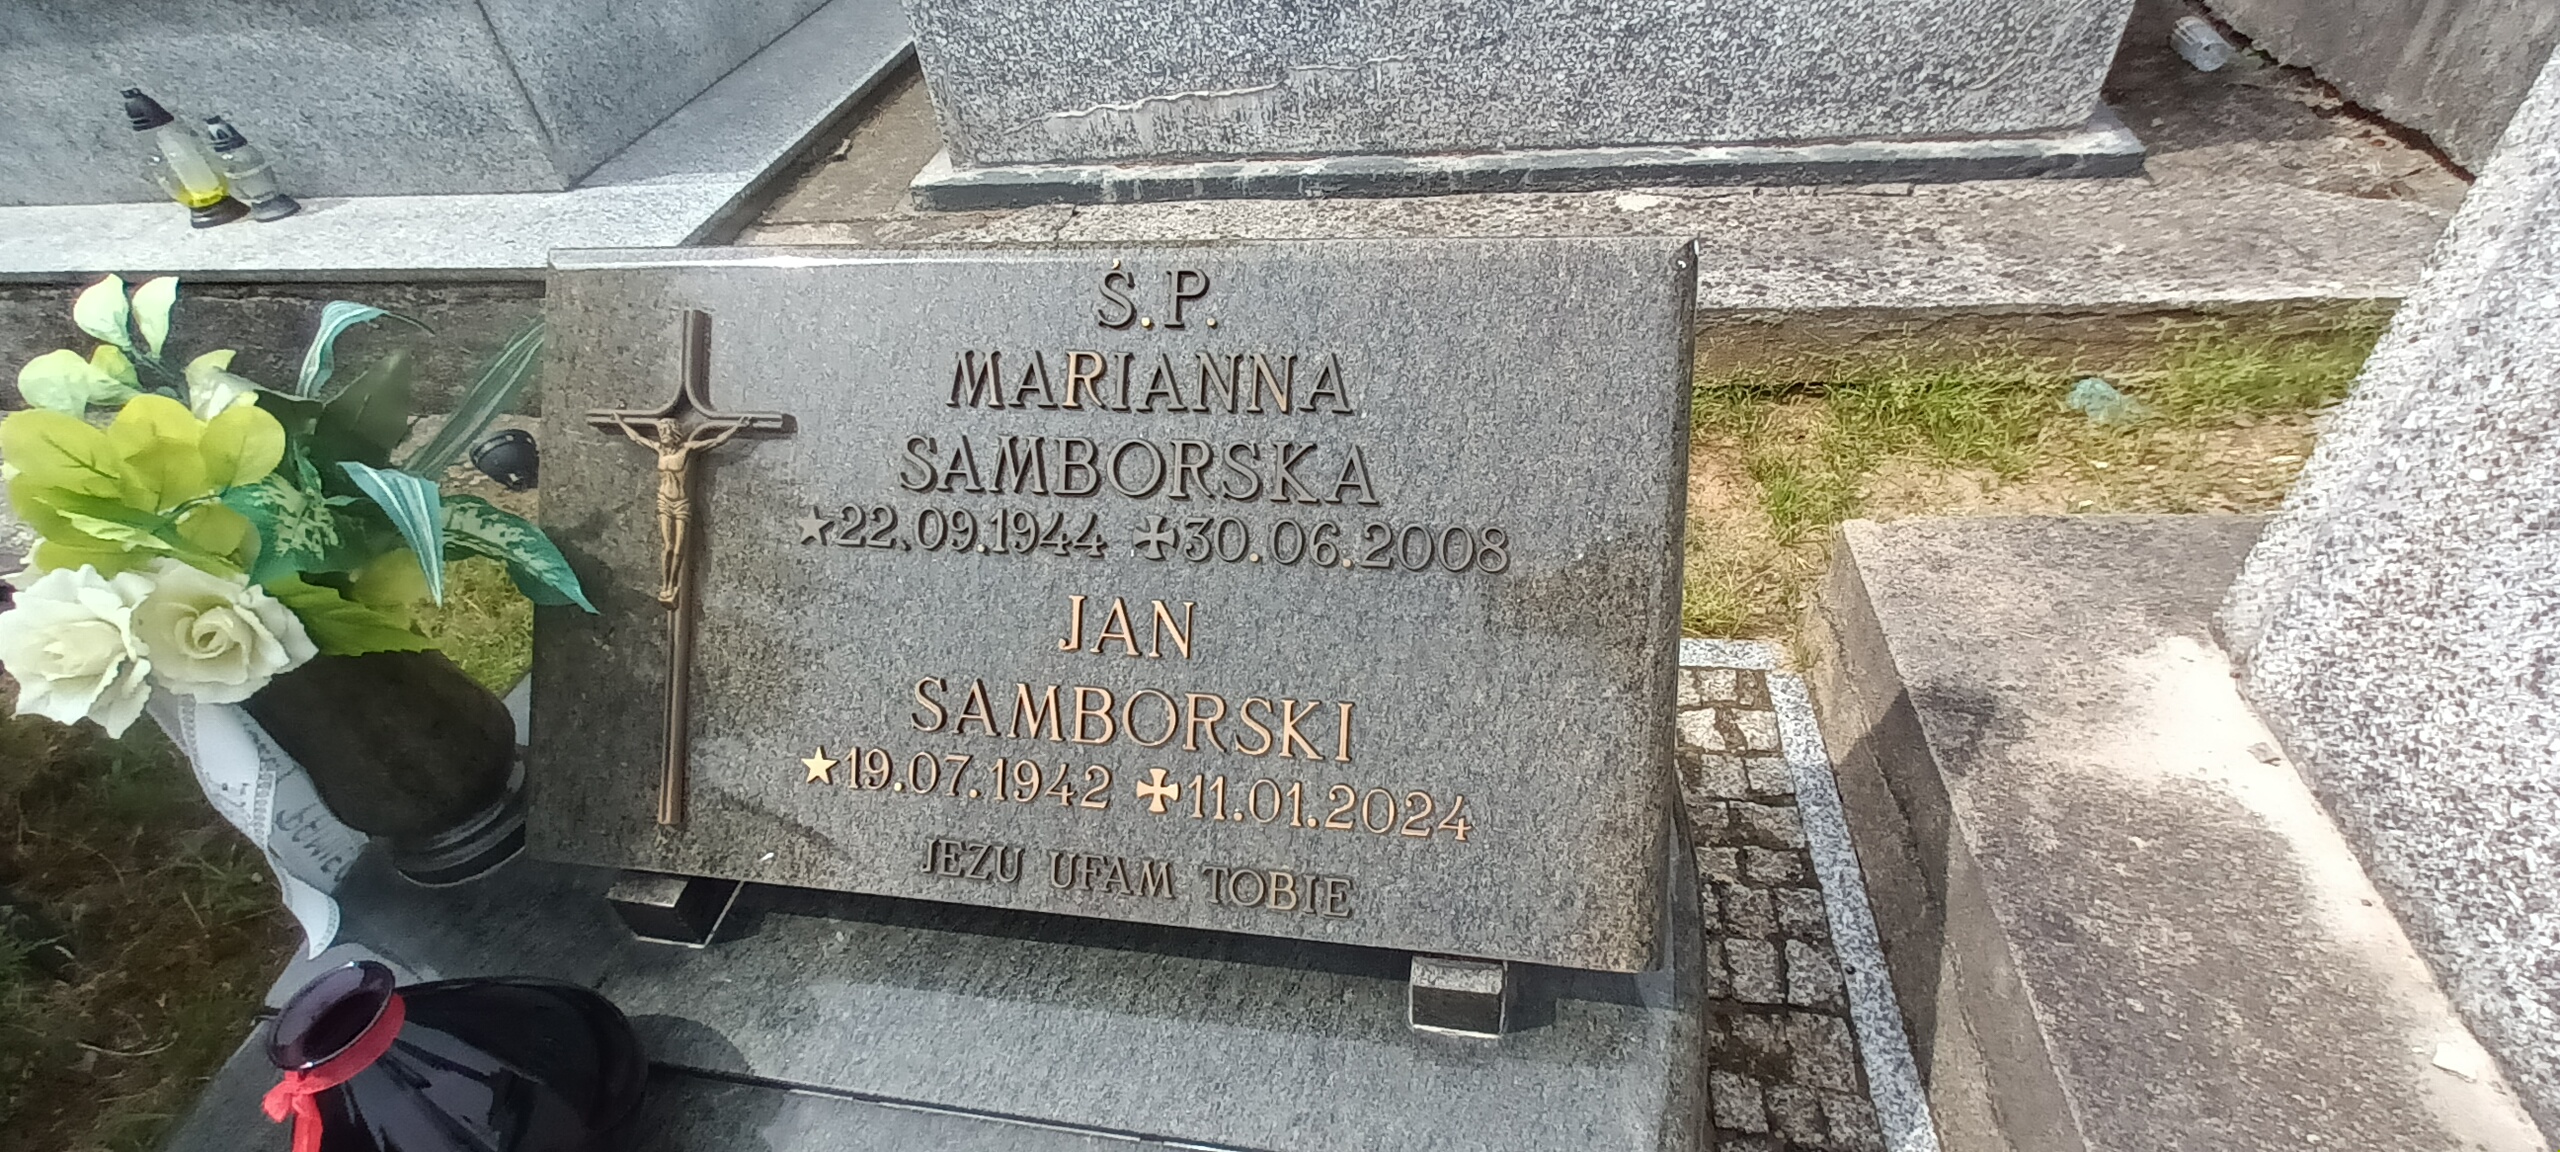 Ś.P.
MARIANNA
SAMBORSKA
★22.09.1944 ✠30.06.2008
JAN
SAMBORSKI
★19.07.1942 ✠11.01.2024
JEZU UFAM TOBIE